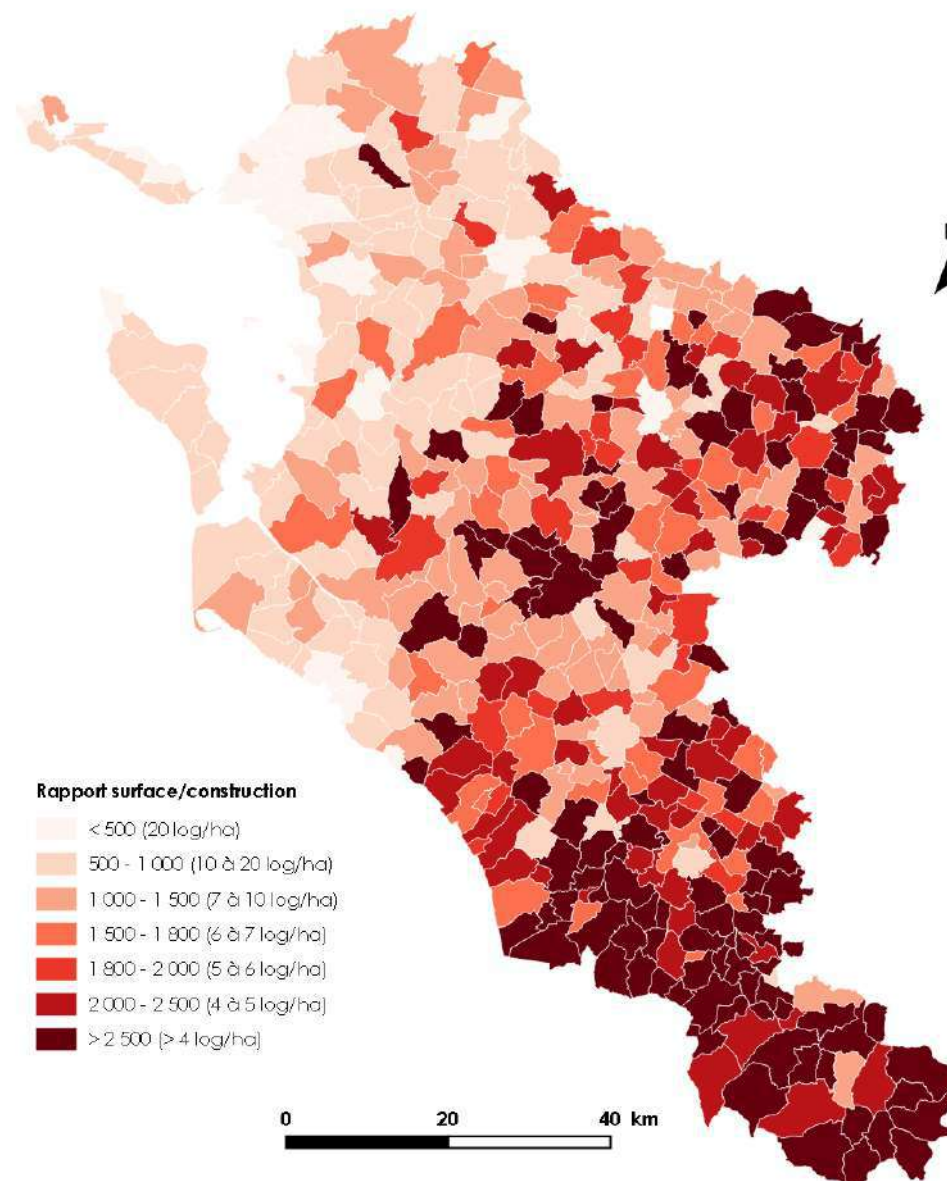 Rapport surface/construction
< 500 (20 log/ha)
500 - 1 000 (10 à 20 log/ha)
1 000 - 1 500 (7 à 10 log/ha)
1 500 - 1 800 (6 à 7 log/ha)
1 800 - 2 000 (5 à 6 log/ha)
2 000 - 2 500 (4 à 5 log/ha)
> 2 500 (> 4 log/ha)
0 20 40 km